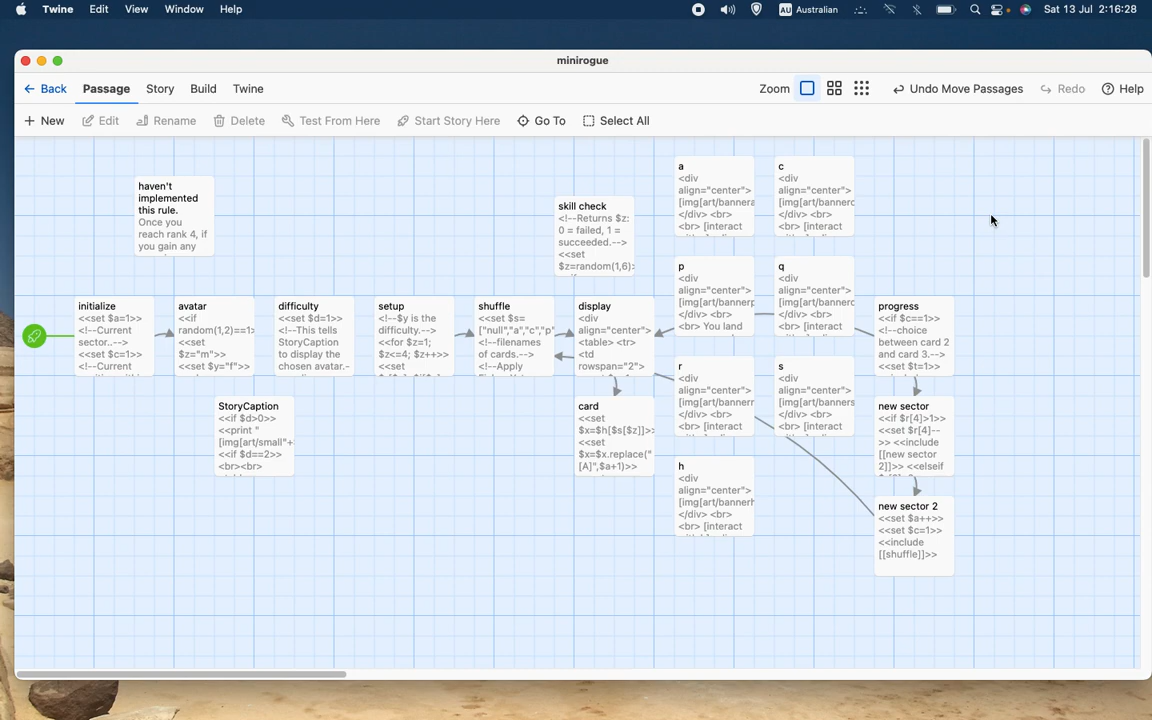 Twine Edit View Window Help AU Australian Sat 13 Jul 2:16:28
minirogue
Back Passage Story Build Twine Zoom Undo Move Passages Redo Help
New Edit Rename Delete Test From Here Start Story Here Go To Select All
haven't
implemented
this rule.
Once you
reach rank 4, if
you gain any
skill check
<!--Returns $z:
0 = failed, 1 =
succeeded.-->
<<set
$z=random(1,6)>
a
<div
align="center">
[img[art/bannera
</div> <br>
<br> [interact
c
<div
align="center">
[img[art/bannerc
</div> <br>
<br> [interact
p
<div
align="center">
[img[art/bannerp
</div> <br>
<br> You land
q
<div
align="center">
[img[art/bannerq
</div> <br>
<br> [interact
initialize
<<set $a=1>>
<!--Current
sector..-->
<<set $c=1>>
<!--Current
avatar
<<if
random(1,2)==1>
<<set
$z="m">>
<<set $y="f">>
difficulty
<<set $d=1>>
<!--This tells
StoryCaption
to display the
chosen avatar.-
setup
<!--$y is the
difficulty.-->
<<for $z=1;
$z<=4; $z++>>
<<set
shuffle
<<set $s=
["null","a","c","p"
<!--filenames
of cards.-->
<!--Apply
display
<div
align="center">
<table> <tr>
<td
rowspan="2">
progress
<<if $c==1>>
<!--choice
between card 2
and card 3.-->
<<set $t=1>>
r
<div
align="center">
[img[art/bannerr
</div> <br>
<br> [interact
s
<div
align="center">
[img[art/banners
</div> <br>
<br> [interact
StoryCaption
<<if $d>0>>
<<print "
[img[art/small"+
<<if $d==2>>
<br><br>
card
<<set
$x=$h[$s[$z]]>>
<<set
$x=$x.replace("
[A]",$a+1)>>
new sector
<<if $r[4]>1>>
<<set $r[4]--
>> <<include
[[new sector
2]]>> <<elseif
h
<div
align="center">
[img[art/bannerh
</div> <br>
<br> [interact
new sector 2
<<set $a++>>
<<set $c=1>>
<<include
[[shuffle]]>>